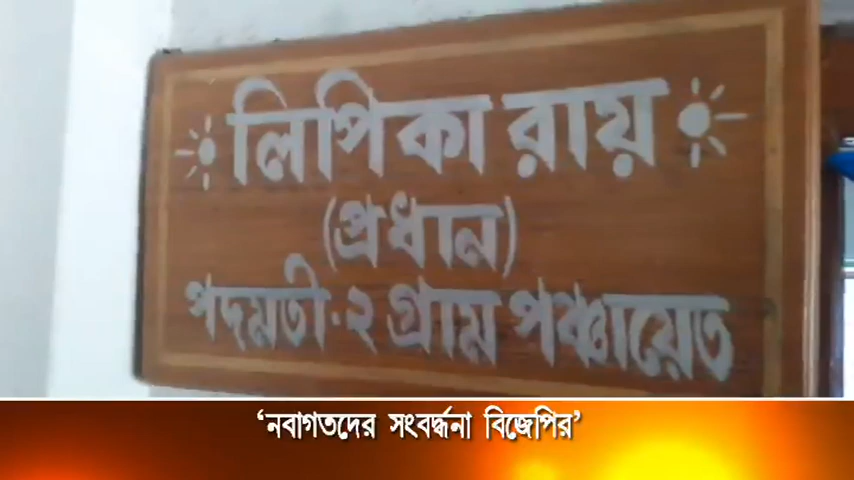 লিপিকা রায়
(প্রধান)
পদমতী-২ গ্রাম পঞ্চায়েত
‘নবাগতদের সংবর্দ্ধনা বিজেপির’